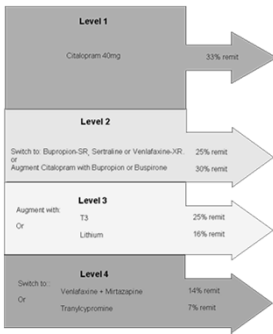 Level 1
Citalopram 40mg 33% remit
Level 2
Switch to: Bupropion-SR, Sertraline or Venlafaxine-XR. 25% remit
or
Augment Citalopram with Bupropion or Buspirone 30% remit
Level 3
Augment with:
T3 25% remit
Or
Lithium 16% remit
Level 4
Switch to:
Venlafax + Mirtazapine 14% remit
Or
Tranylcypromine 7% remit